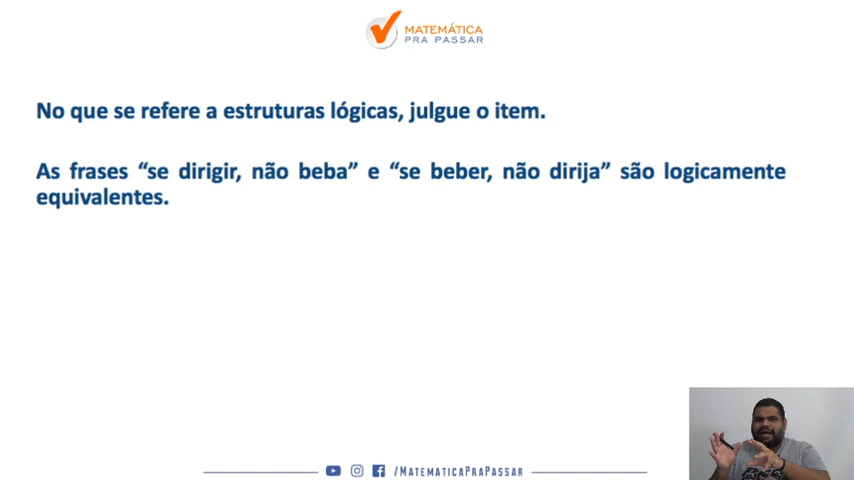 MATEMÁTICA
PRA PASSAR
No que se refere a estruturas lógicas, julgue o item.
As frases “se dirigir, não beba” e “se beber, não dirija” são logicamente
equivalentes.
/MATEMATICAPRAPASSAR